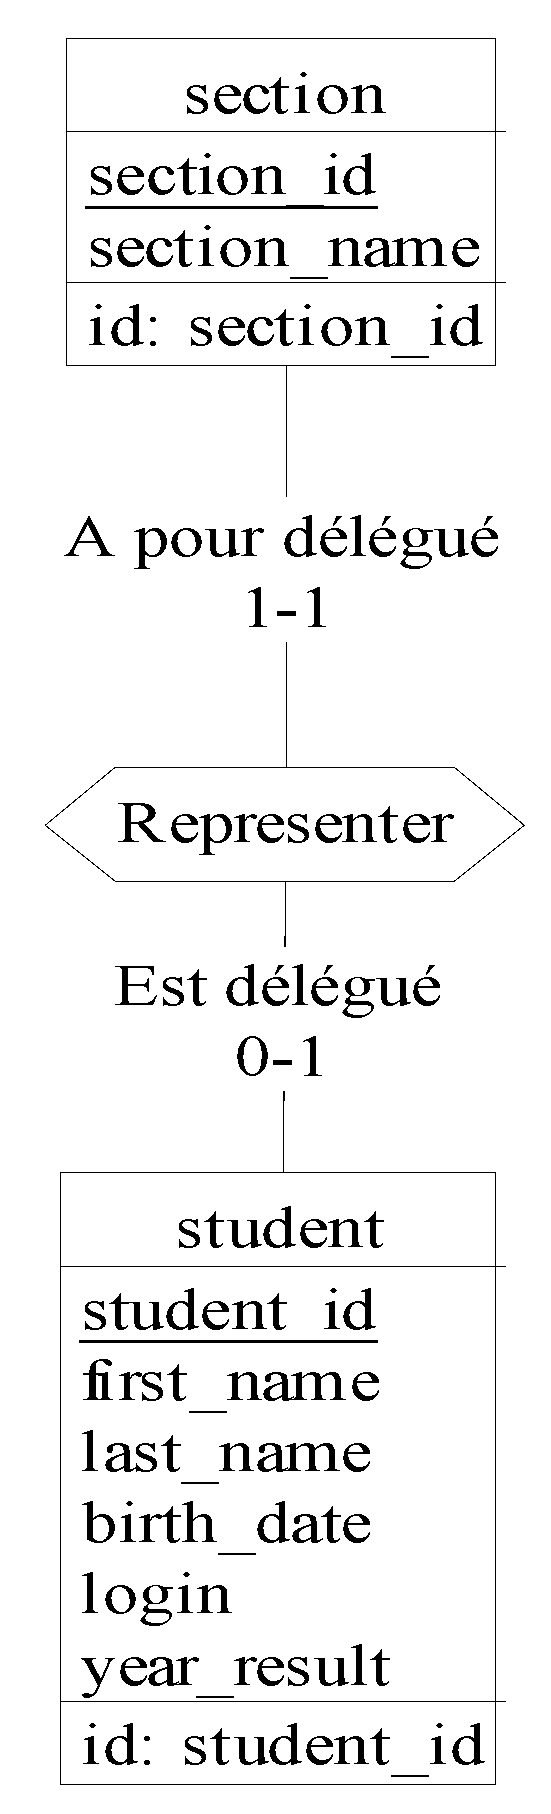 section
section_id
section_name
id: section_id
A pour délégué
1-1
Representer
Est délégué
0-1
student
student_id
first_name
last_name
birth_date
login
year_result
id: student_id